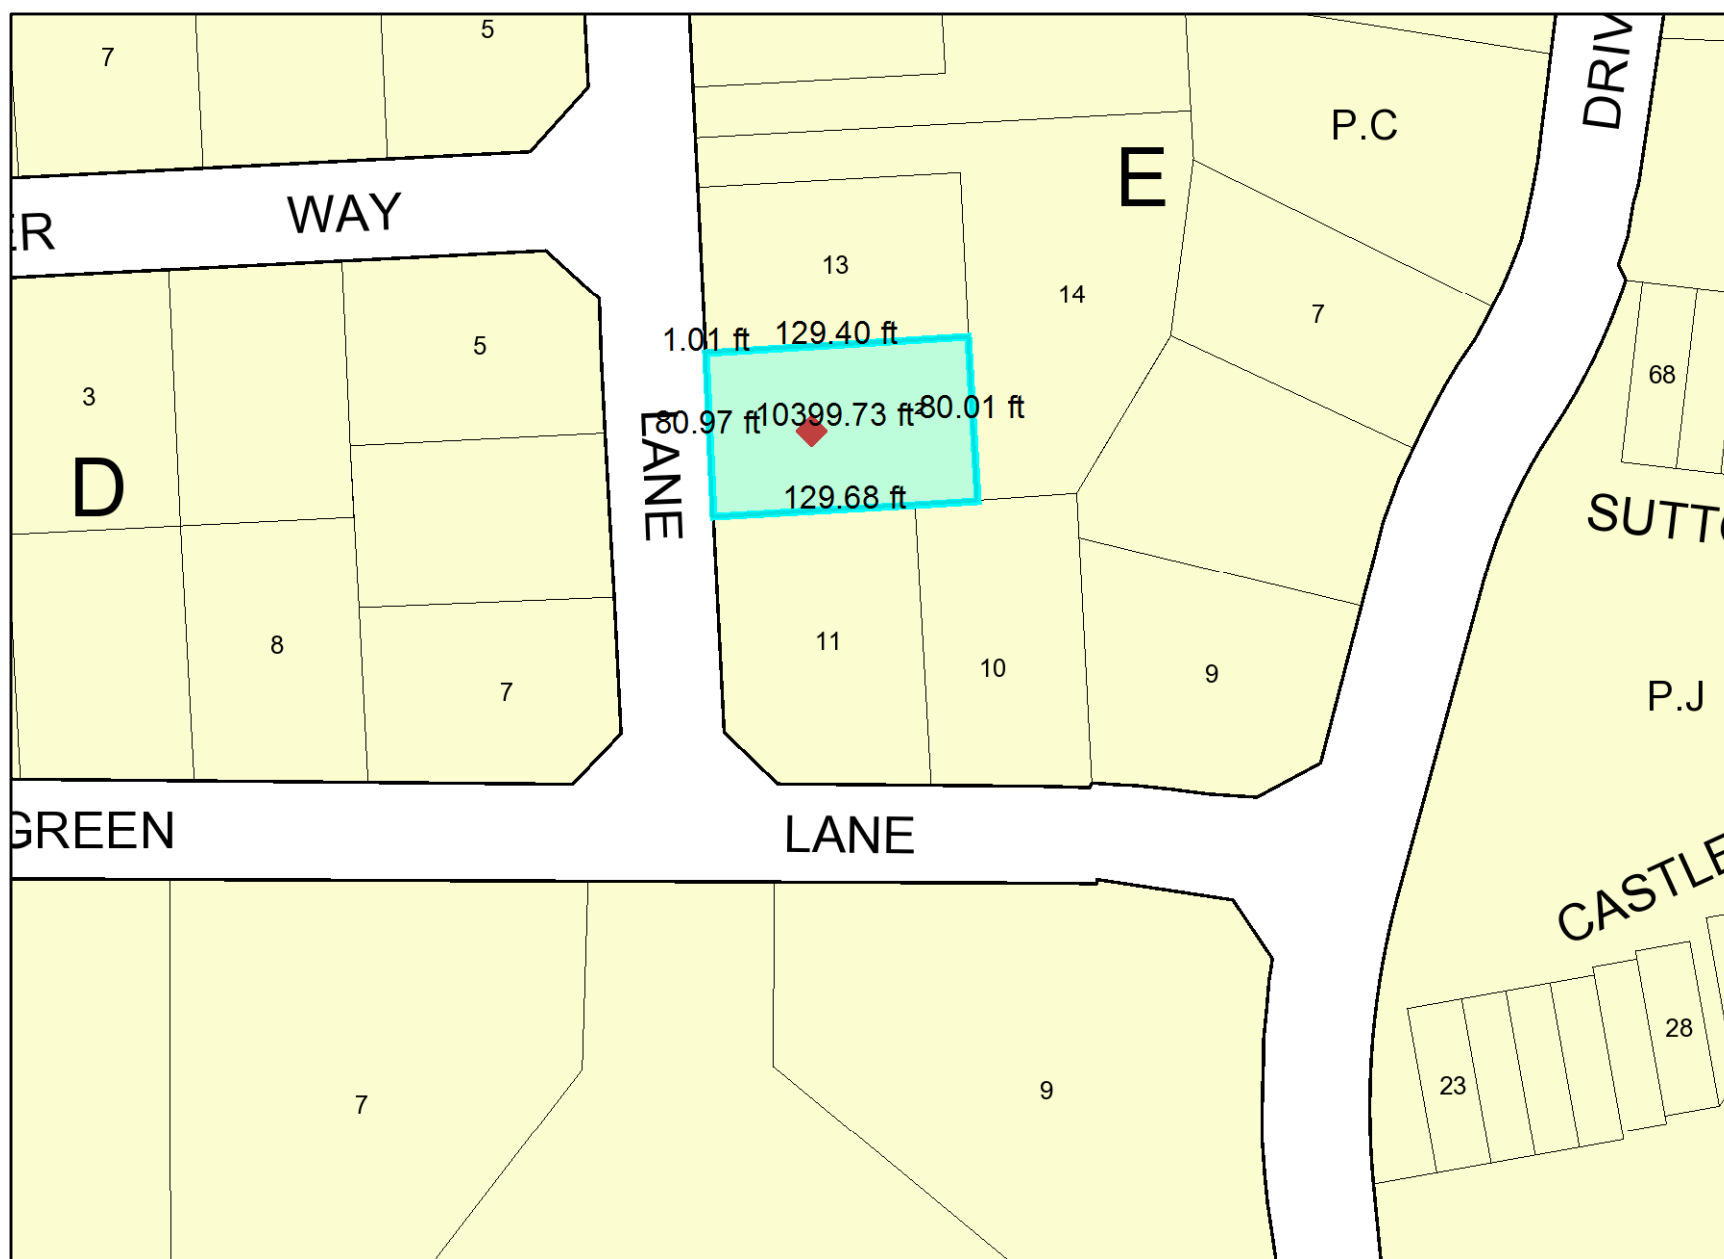 7
5
DRIV
P.C
E
ER
WAY
13
14
7
5
1.01 ft
129.40 ft
68
3
80.97 ft
10399.73 ft²
80.01 ft
LANE
D
129.68 ft
SUTTO
11
10
9
8
7
P.J
GREEN
LANE
CASTLE
28
23
7
9